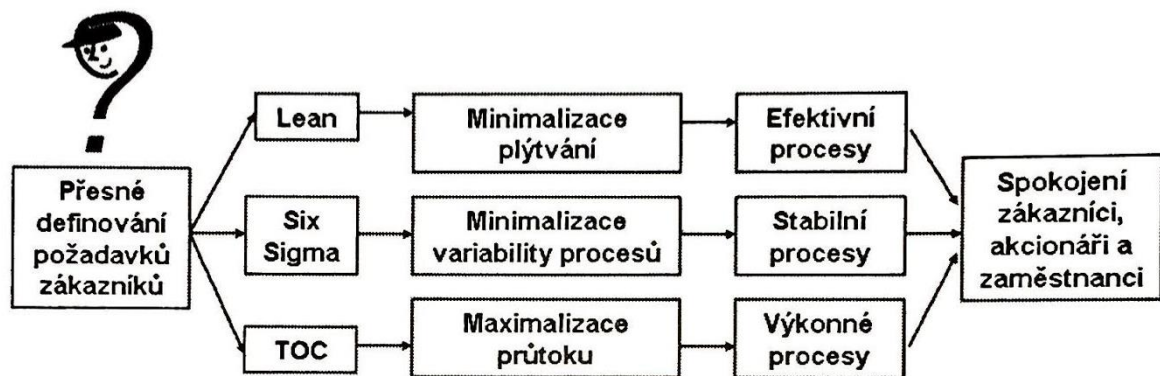 Přesné
definování
požadavků
zákazníků
Lean
Minimalizace
plýtvání
Efektivní
procesy
Six
Sigma
Minimalizace
variability procesů
Stabilní
procesy
TOC
Maximalizace
průtoku
Výkonné
procesy
Spokojení
zákazníci,
akcionáři a
zaměstnanci